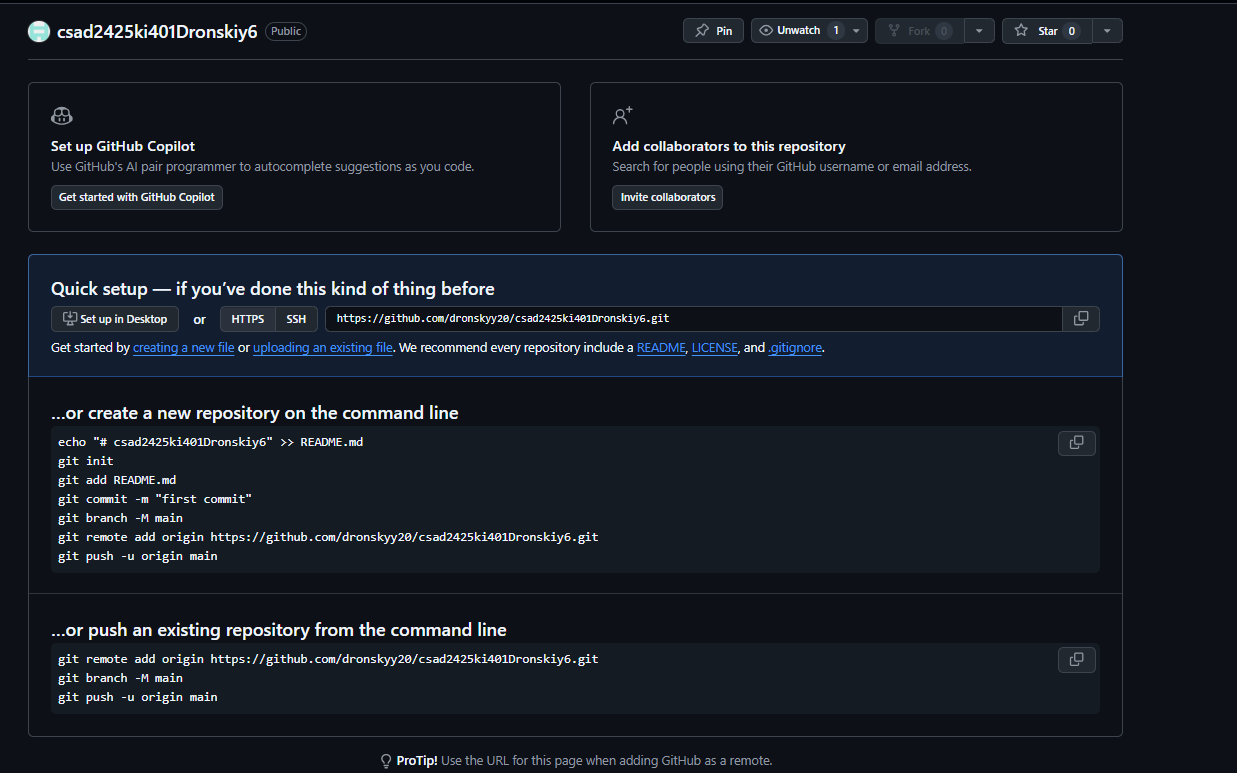 csad2425ki401Dronskiy6 Public
Pin Unwatch 1 Fork 0 Star 0
Set up GitHub Copilot
Use GitHub's AI pair programmer to autocomplete suggestions as you code.
Get started with GitHub Copilot
Add collaborators to this repository
Search for people using their GitHub username or email address.
Invite collaborators
Quick setup — if you’ve done this kind of thing before
Set up in Desktop or HTTPS SSH https://github.com/dronskyy20/csad2425ki401Dronskiy6.git
Get started by creating a new file or uploading an existing file. We recommend every repository include a README, LICENSE, and .gitignore.
…or create a new repository on the command line
echo "# csad2425ki401Dronskiy6" >> README.md
git init
git add README.md
git commit -m "first commit"
git branch -M main
git remote add origin https://github.com/dronskyy20/csad2425ki401Dronskiy6.git
git push -u origin main
…or push an existing repository from the command line
git remote add origin https://github.com/dronskyy20/csad2425ki401Dronskiy6.git
git branch -M main
git push -u origin main
ProTip! Use the URL for this page when adding GitHub as a remote.